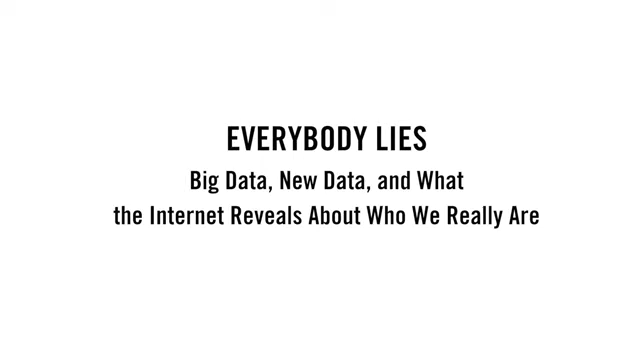 EVERYBODY LIES
Big Data, New Data, and What
the Internet Reveals About Who We Really Are